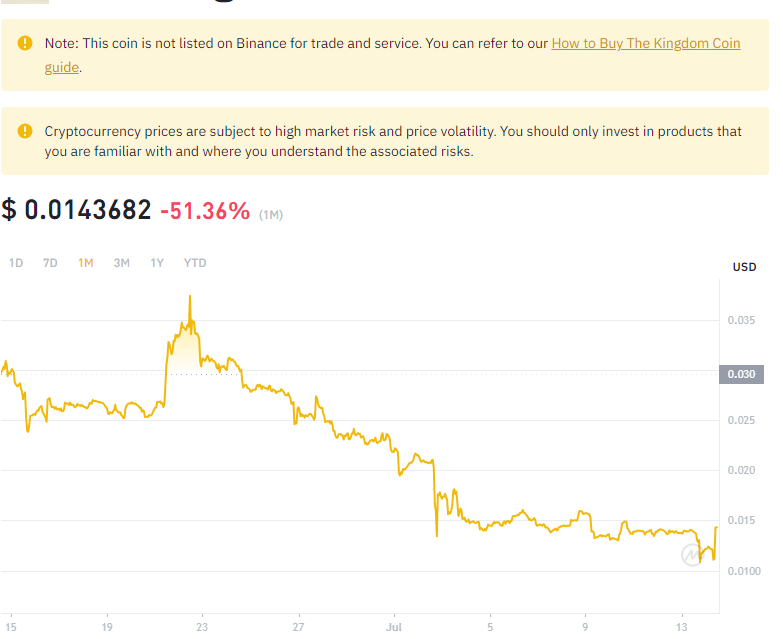 Note: This coin is not listed on Binance for trade and service. You can refer to our How to Buy The Kingdom Coin
guide.
Cryptocurrency prices are subject to high market risk and price volatility. You should only invest in products that
you are familiar with and where you understand the associated risks.
$ 0.0143682 -51.36% (1M)
1D 7D 1M 3M 1Y YTD
USD
0.035
0.030
0.025
0.020
0.015
0.0100
15 19 23 27 Jul 5 9 13